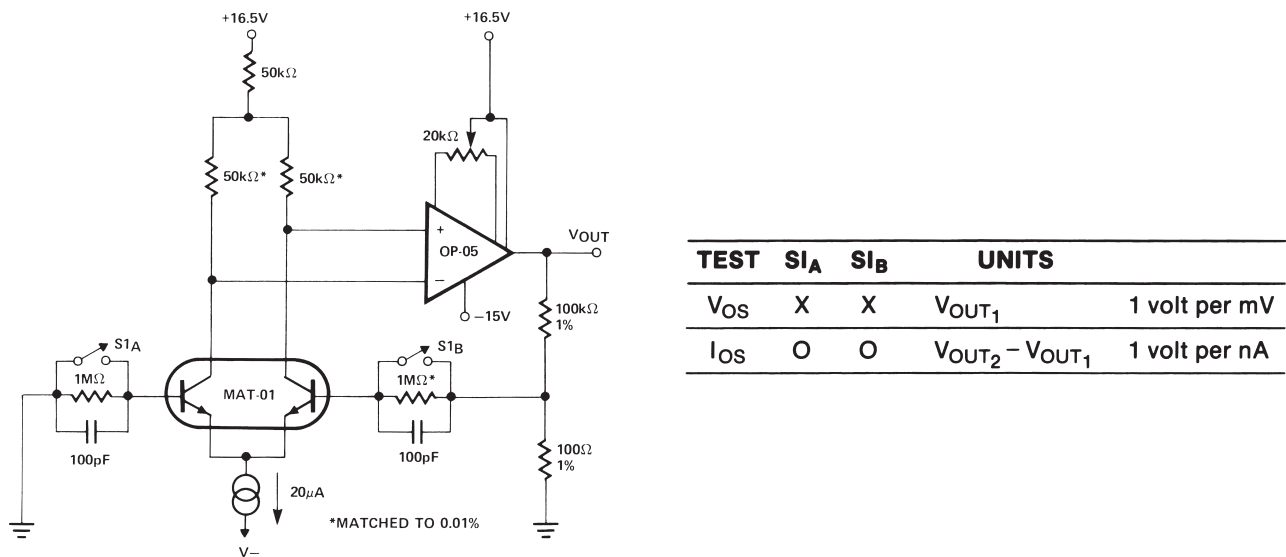 +16.5V
+16.5V
50kΩ
20kΩ
50kΩ*
50kΩ*
+
OP-05
−
VOUT
−15V
100kΩ
1%
S1A
S1B
1MΩ
1MΩ*
MAT-01
100pF
100pF
100Ω
1%
20μA
*MATCHED TO 0.01%
V−
TEST SIA SIB UNITS
VOS X X VOUT1 1 volt per mV
IOS O O VOUT2 − VOUT1 1 volt per nA